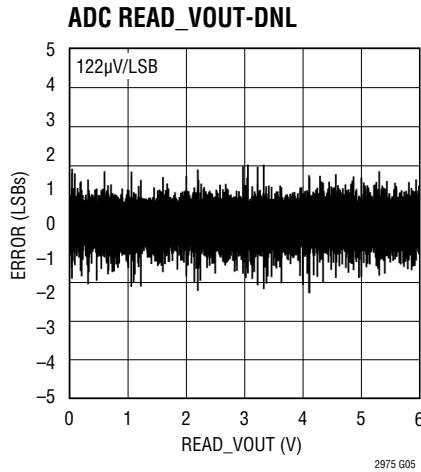 ADC READ_VOUT-DNL
122µV/LSB
ERROR (LSBs)
5
4
3
2
1
0
–1
–2
–3
–4
–5
0 1 2 3 4 5 6
READ_VOUT (V)
2975 G05